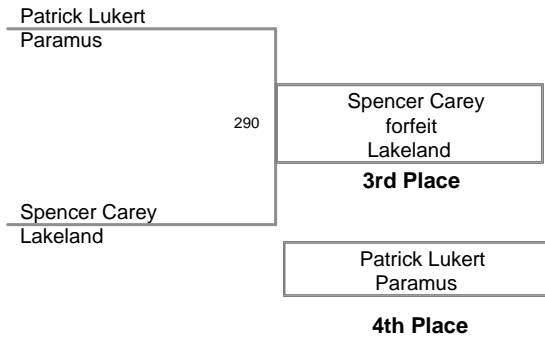 Patrick Lukert
Paramus
290
Spencer Carey
forfeit
Lakeland
3rd Place
Spencer Carey
Lakeland
Patrick Lukert
Paramus
4th Place